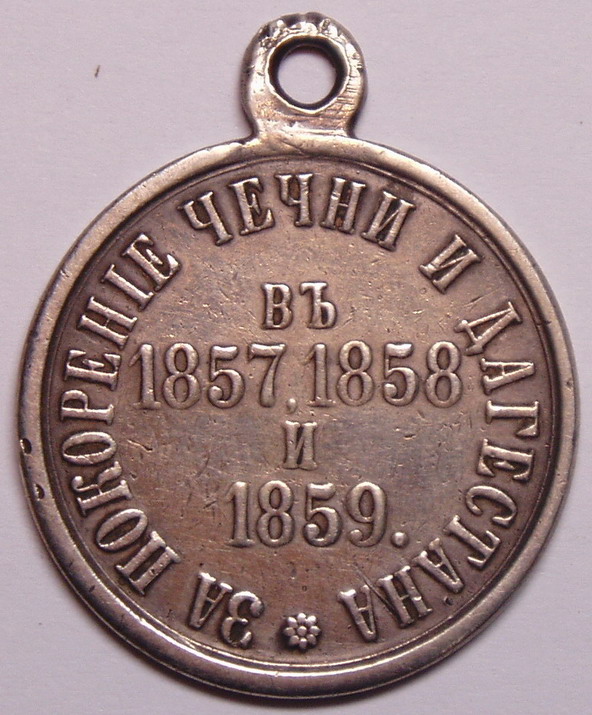 ЗА ПОКОРЕНІЕ ЧЕЧНИ И ДАГЕСТАНА
ВЪ
1857, 1858
И
1859.